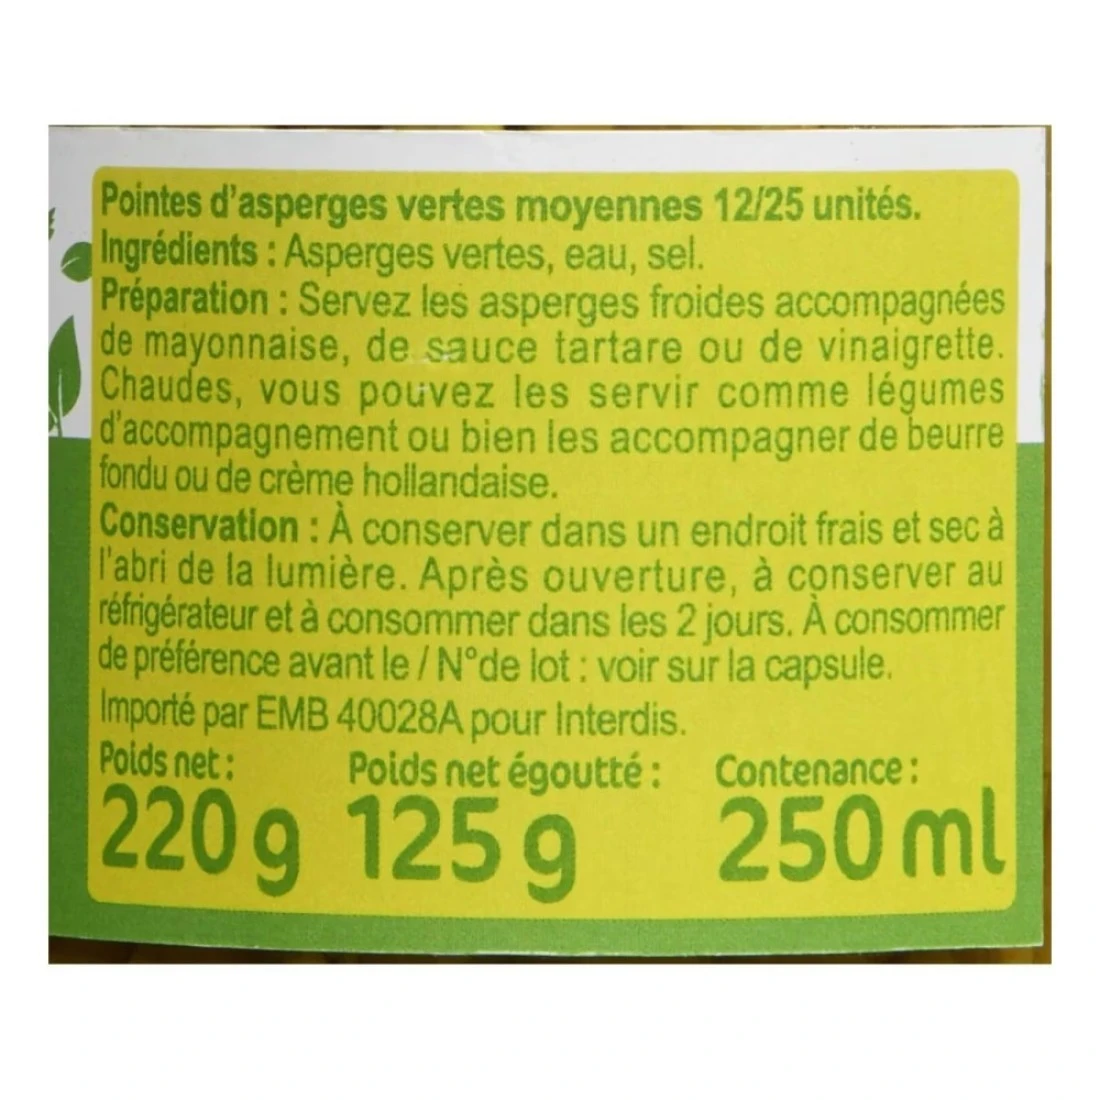 Pointes d'asperges vertes moyennes 12/25 unités.
Ingrédients : Asperges vertes, eau, sel.
Préparation : Servez les asperges froides accompagnées
de mayonnaise, de sauce tartare ou de vinaigrette.
Chaudes, vous pouvez les servir comme légumes
d'accompagnement ou bien les accompagner de beurre
fondu ou de crème hollandaise.
Conservation : À conserver dans un endroit frais et sec à
l'abri de la lumière. Après ouverture, à conserver au
réfrigérateur et à consommer dans les 2 jours. À consommer
de préférence avant le / N°de lot : voir sur la capsule.
Importé par EMB 40028A pour Interdis.
Poids net : Poids net égoutté : Contenance :
220 g 125 g 250 ml